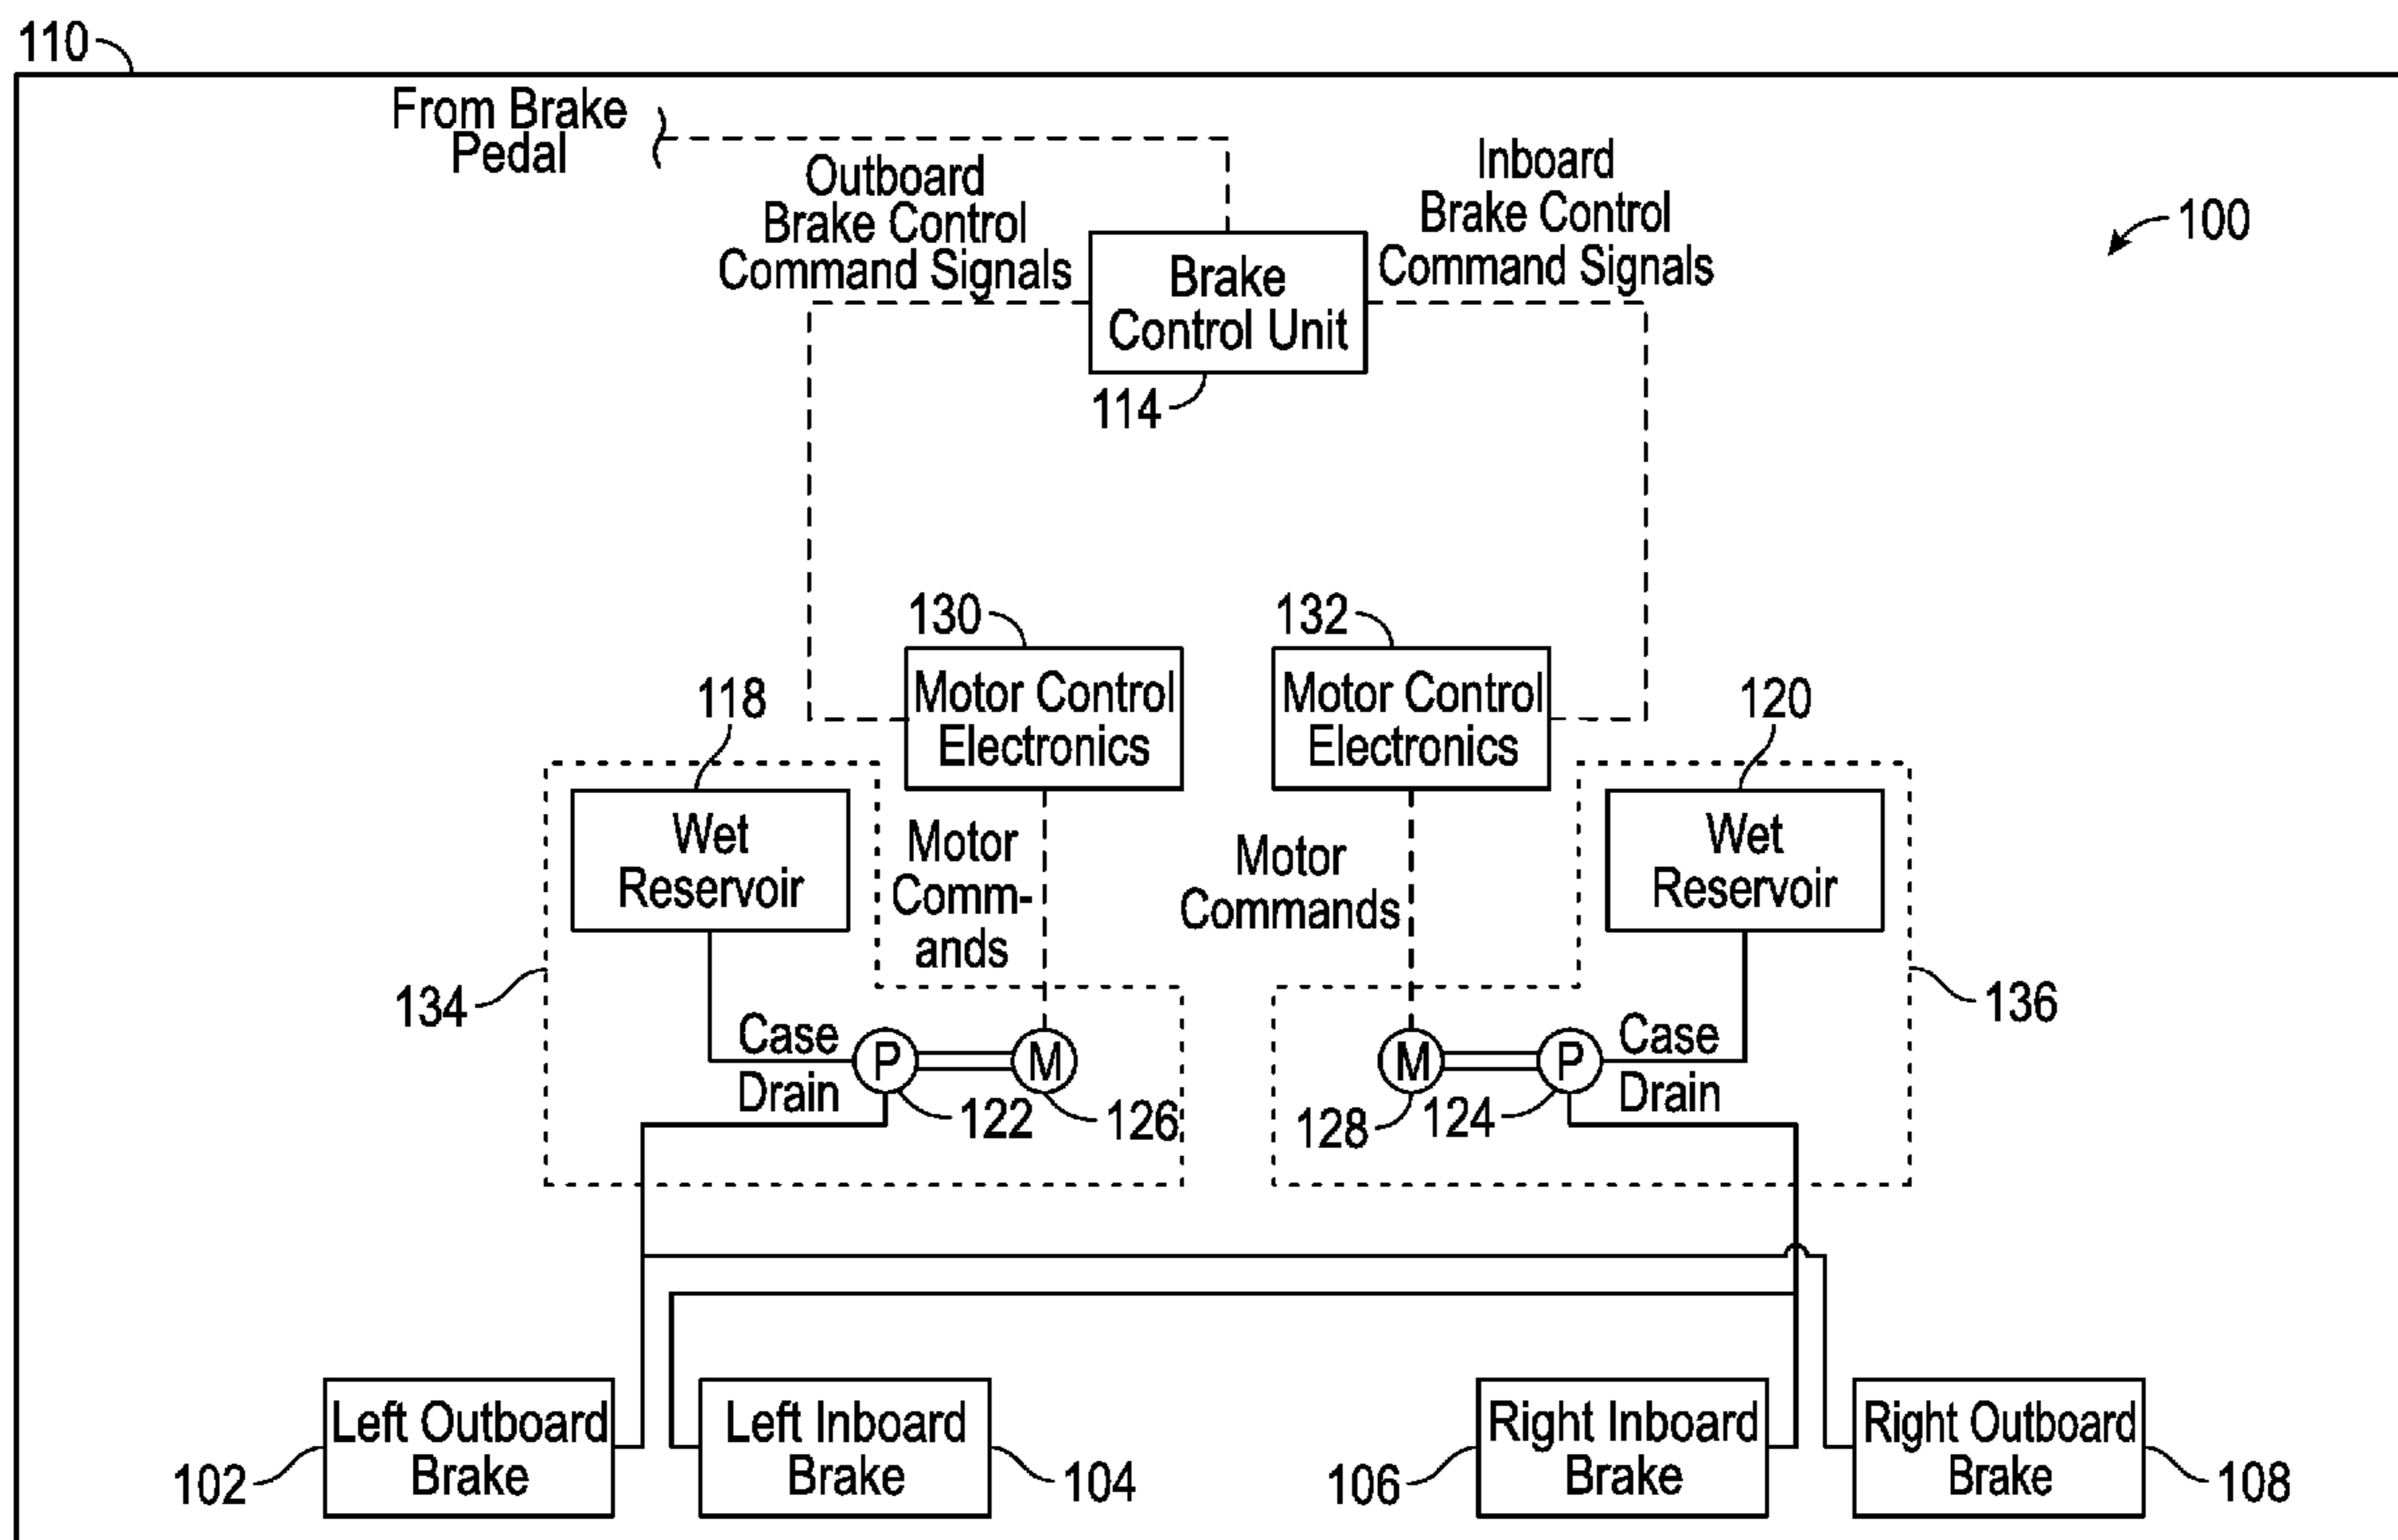 110
From Brake
Pedal
Outboard
Brake Control
Command Signals
Inboard
Brake Control
Command Signals
100
Brake
Control Unit
114
130
132
Motor Control
Electronics
Motor Control
Electronics
118
120
Wet
Reservoir
Motor
Comm-
ands
Motor
Commands
Wet
Reservoir
134
136
Case
Drain
P
M
M
P
Case
Drain
122
126
128
124
Left Outboard
Brake
Left Inboard
Brake
Right Inboard
Brake
Right Outboard
Brake
102
104
106
108